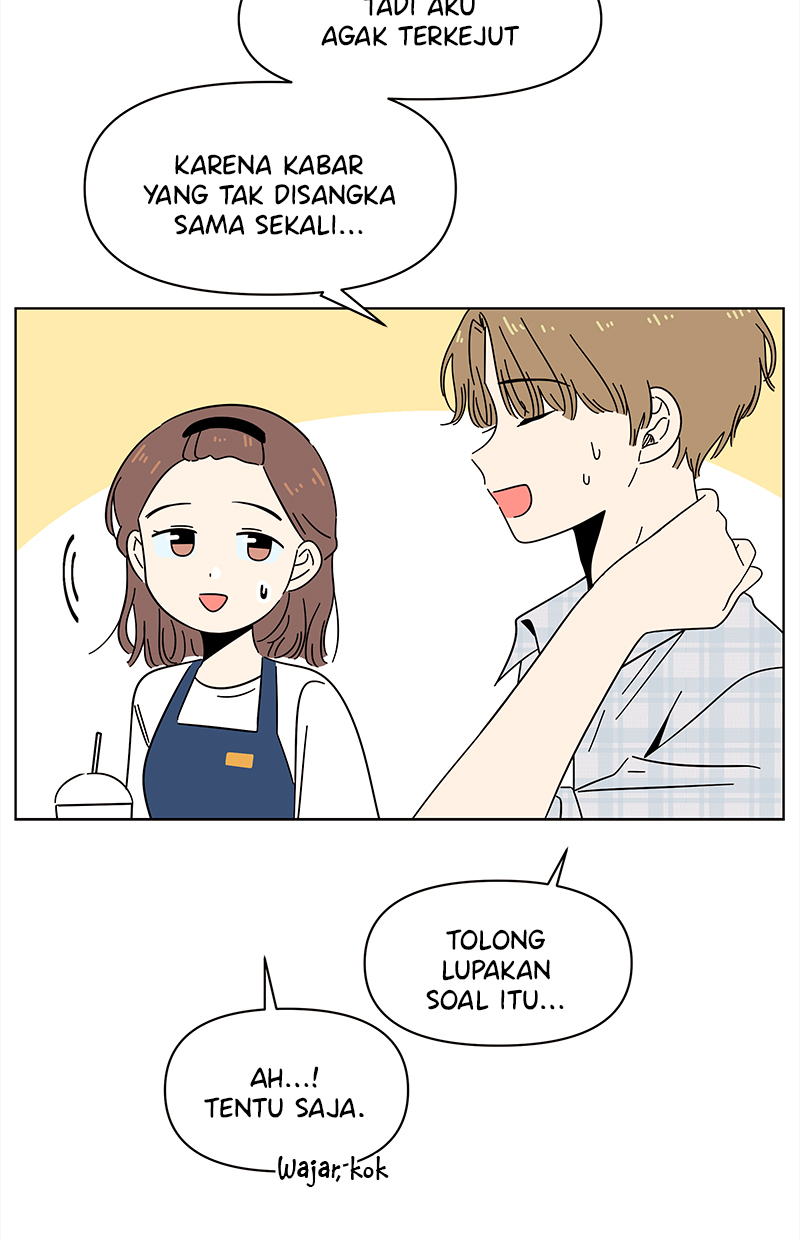 TADI AKU
AGAK TERKEJUT
KARENA KABAR
YANG TAK DISANGKA
SAMA SEKALI...
TOLONG
LUPAKAN
SOAL ITU...
AH...!
TENTU SAJA.
Wajar, kok